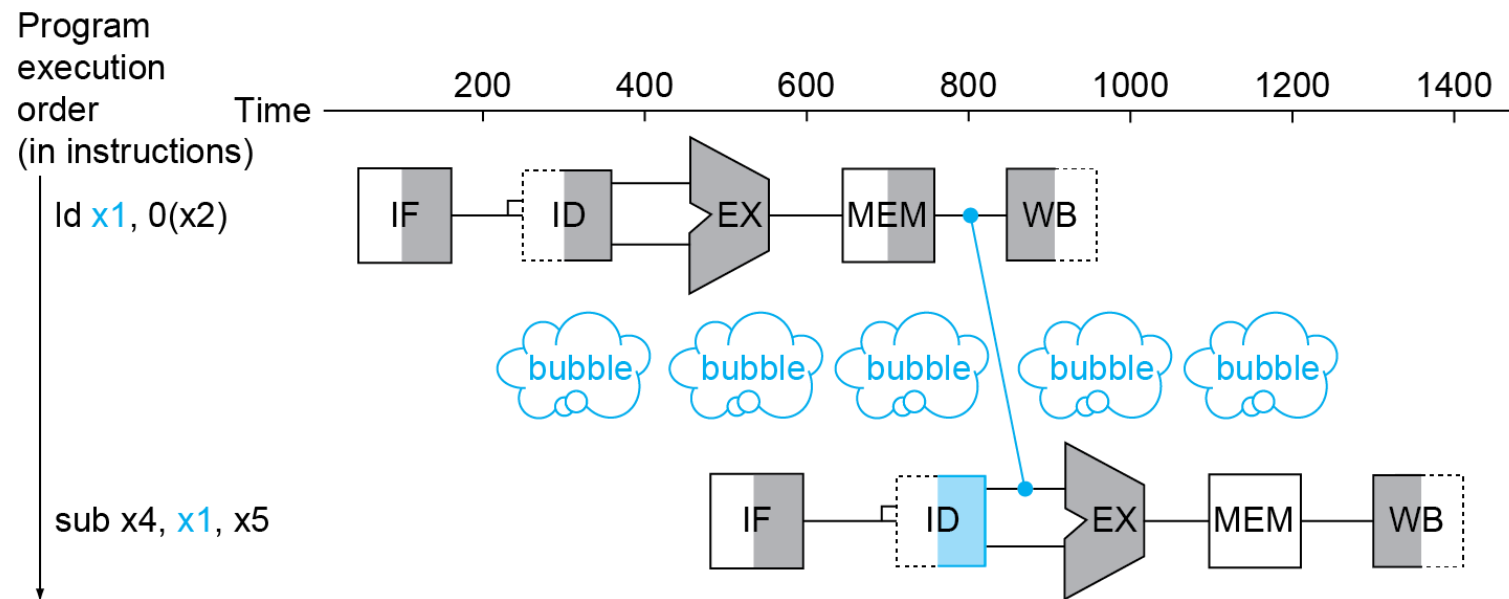 Program
execution
order
(in instructions)
Time
200 400 600 800 1000 1200 1400
ld x1, 0(x2)
IF ID EX MEM WB
bubble bubble bubble bubble bubble
sub x4, x1, x5
IF ID EX MEM WB